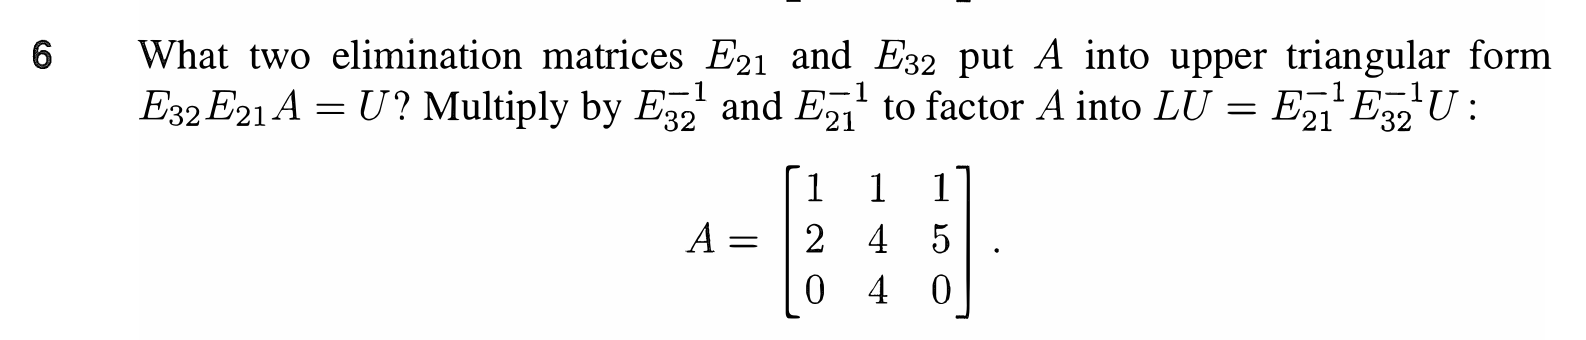 6 What two elimination matrices E₂₁ and E₃₂ put A into upper triangular form
E₃₂E₂₁A = U? Multiply by E₃₂⁻¹ and E₂₁⁻¹ to factor A into LU = E₂₁⁻¹E₃₂⁻¹U :
A = [1 1 1
2 4 5
0 4 0] .